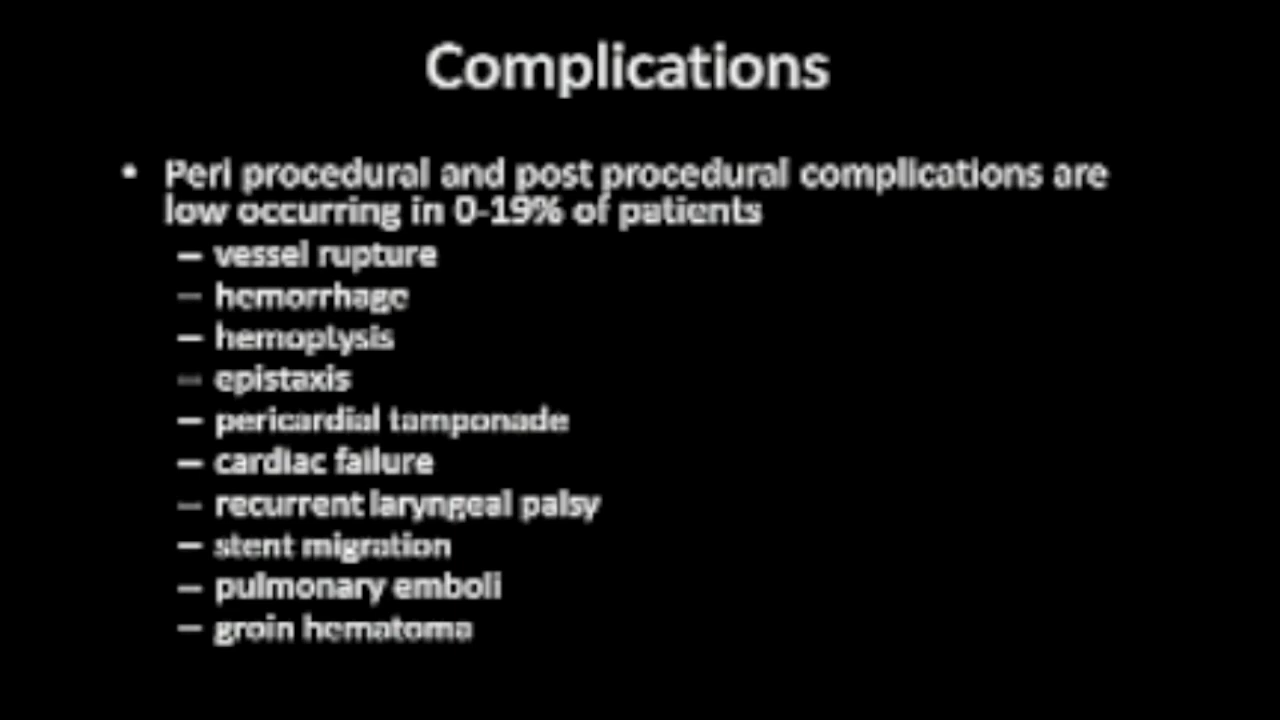 Complications
• Peri procedural and post procedural complications are
low occurring in 0-19% of patients
– vessel rupture
– hemorrhage
– hemoptysis
– epistaxis
– pericardial tamponade
– cardiac failure
– recurrent laryngeal palsy
– stent migration
– pulmonary emboli
– groin hematoma